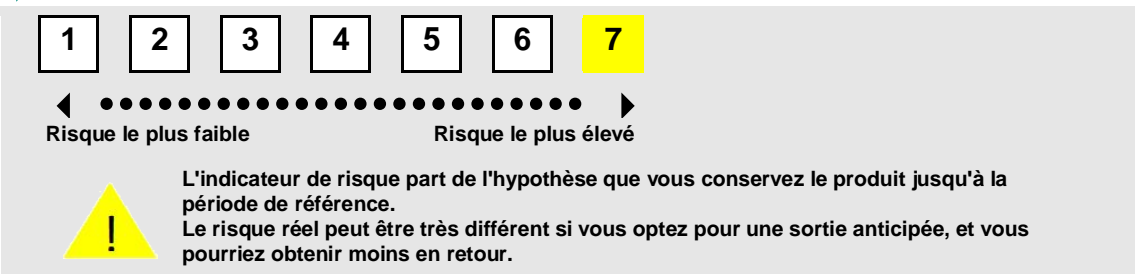 1 2 3 4 5 6 7
Risque le plus faible Risque le plus élevé
L'indicateur de risque part de l'hypothèse que vous conservez le produit jusqu'à la
période de référence.
Le risque réel peut être très différent si vous optez pour une sortie anticipée, et vous
pourriez obtenir moins en retour.
!